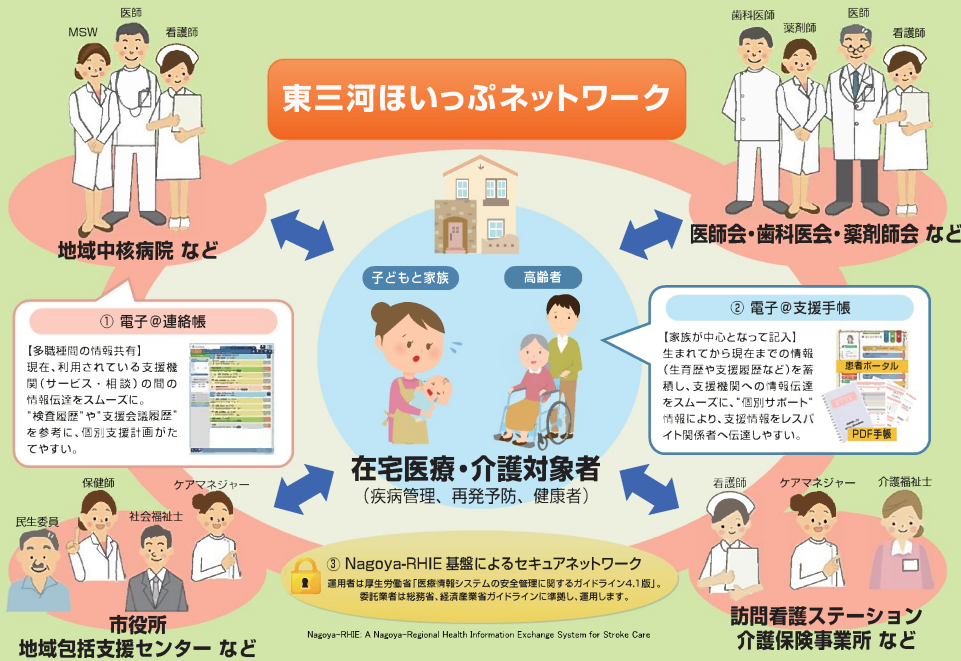 MSW
医師
看護師
歯科医師
薬剤師
医師
看護師
東三河ほいっぷネットワーク
地域中核病院 など
医師会・歯科医会・薬剤師会 など
子どもと家族
高齢者
① 電子@連絡帳
【多職種間の情報共有】
現在、利用されている支援機
関(サービス・相談)の間の
情報伝達をスムーズに。
"検査履歴"や"支援会議履歴"
を参考に、個別支援計画がた
てやすい。
② 電子@支援手帳
【家族が中心となって記入】
生まれてから現在までの情報
(生育歴や支援履歴など)を蓄
積し、支援機関への情報伝達
をスムーズに、"個別サポート"
情報により、支援情報をレスパ
イト関係者へ伝達しやすい。
患者ポータル
PDF手帳
在宅医療・介護対象者
(疾病管理、再発予防、健康者)
民生委員
保健師
社会福祉士
ケアマネジャー
市役所
地域包括支援センター など
看護師
ケアマネジャー
介護福祉士
訪問看護ステーション
介護保険事業所 など
③ Nagoya-RHIE 基盤によるセキュアネットワーク
運用者は厚生労働省「医療情報システムの安全管理に関するガイドライン4.1版」。
委託業者は総務省、経済産業省ガイドラインに準拠し、運用します。
Nagoya-RHIE: A Nagoya-Regional Health Information Exchange System for Stroke Care